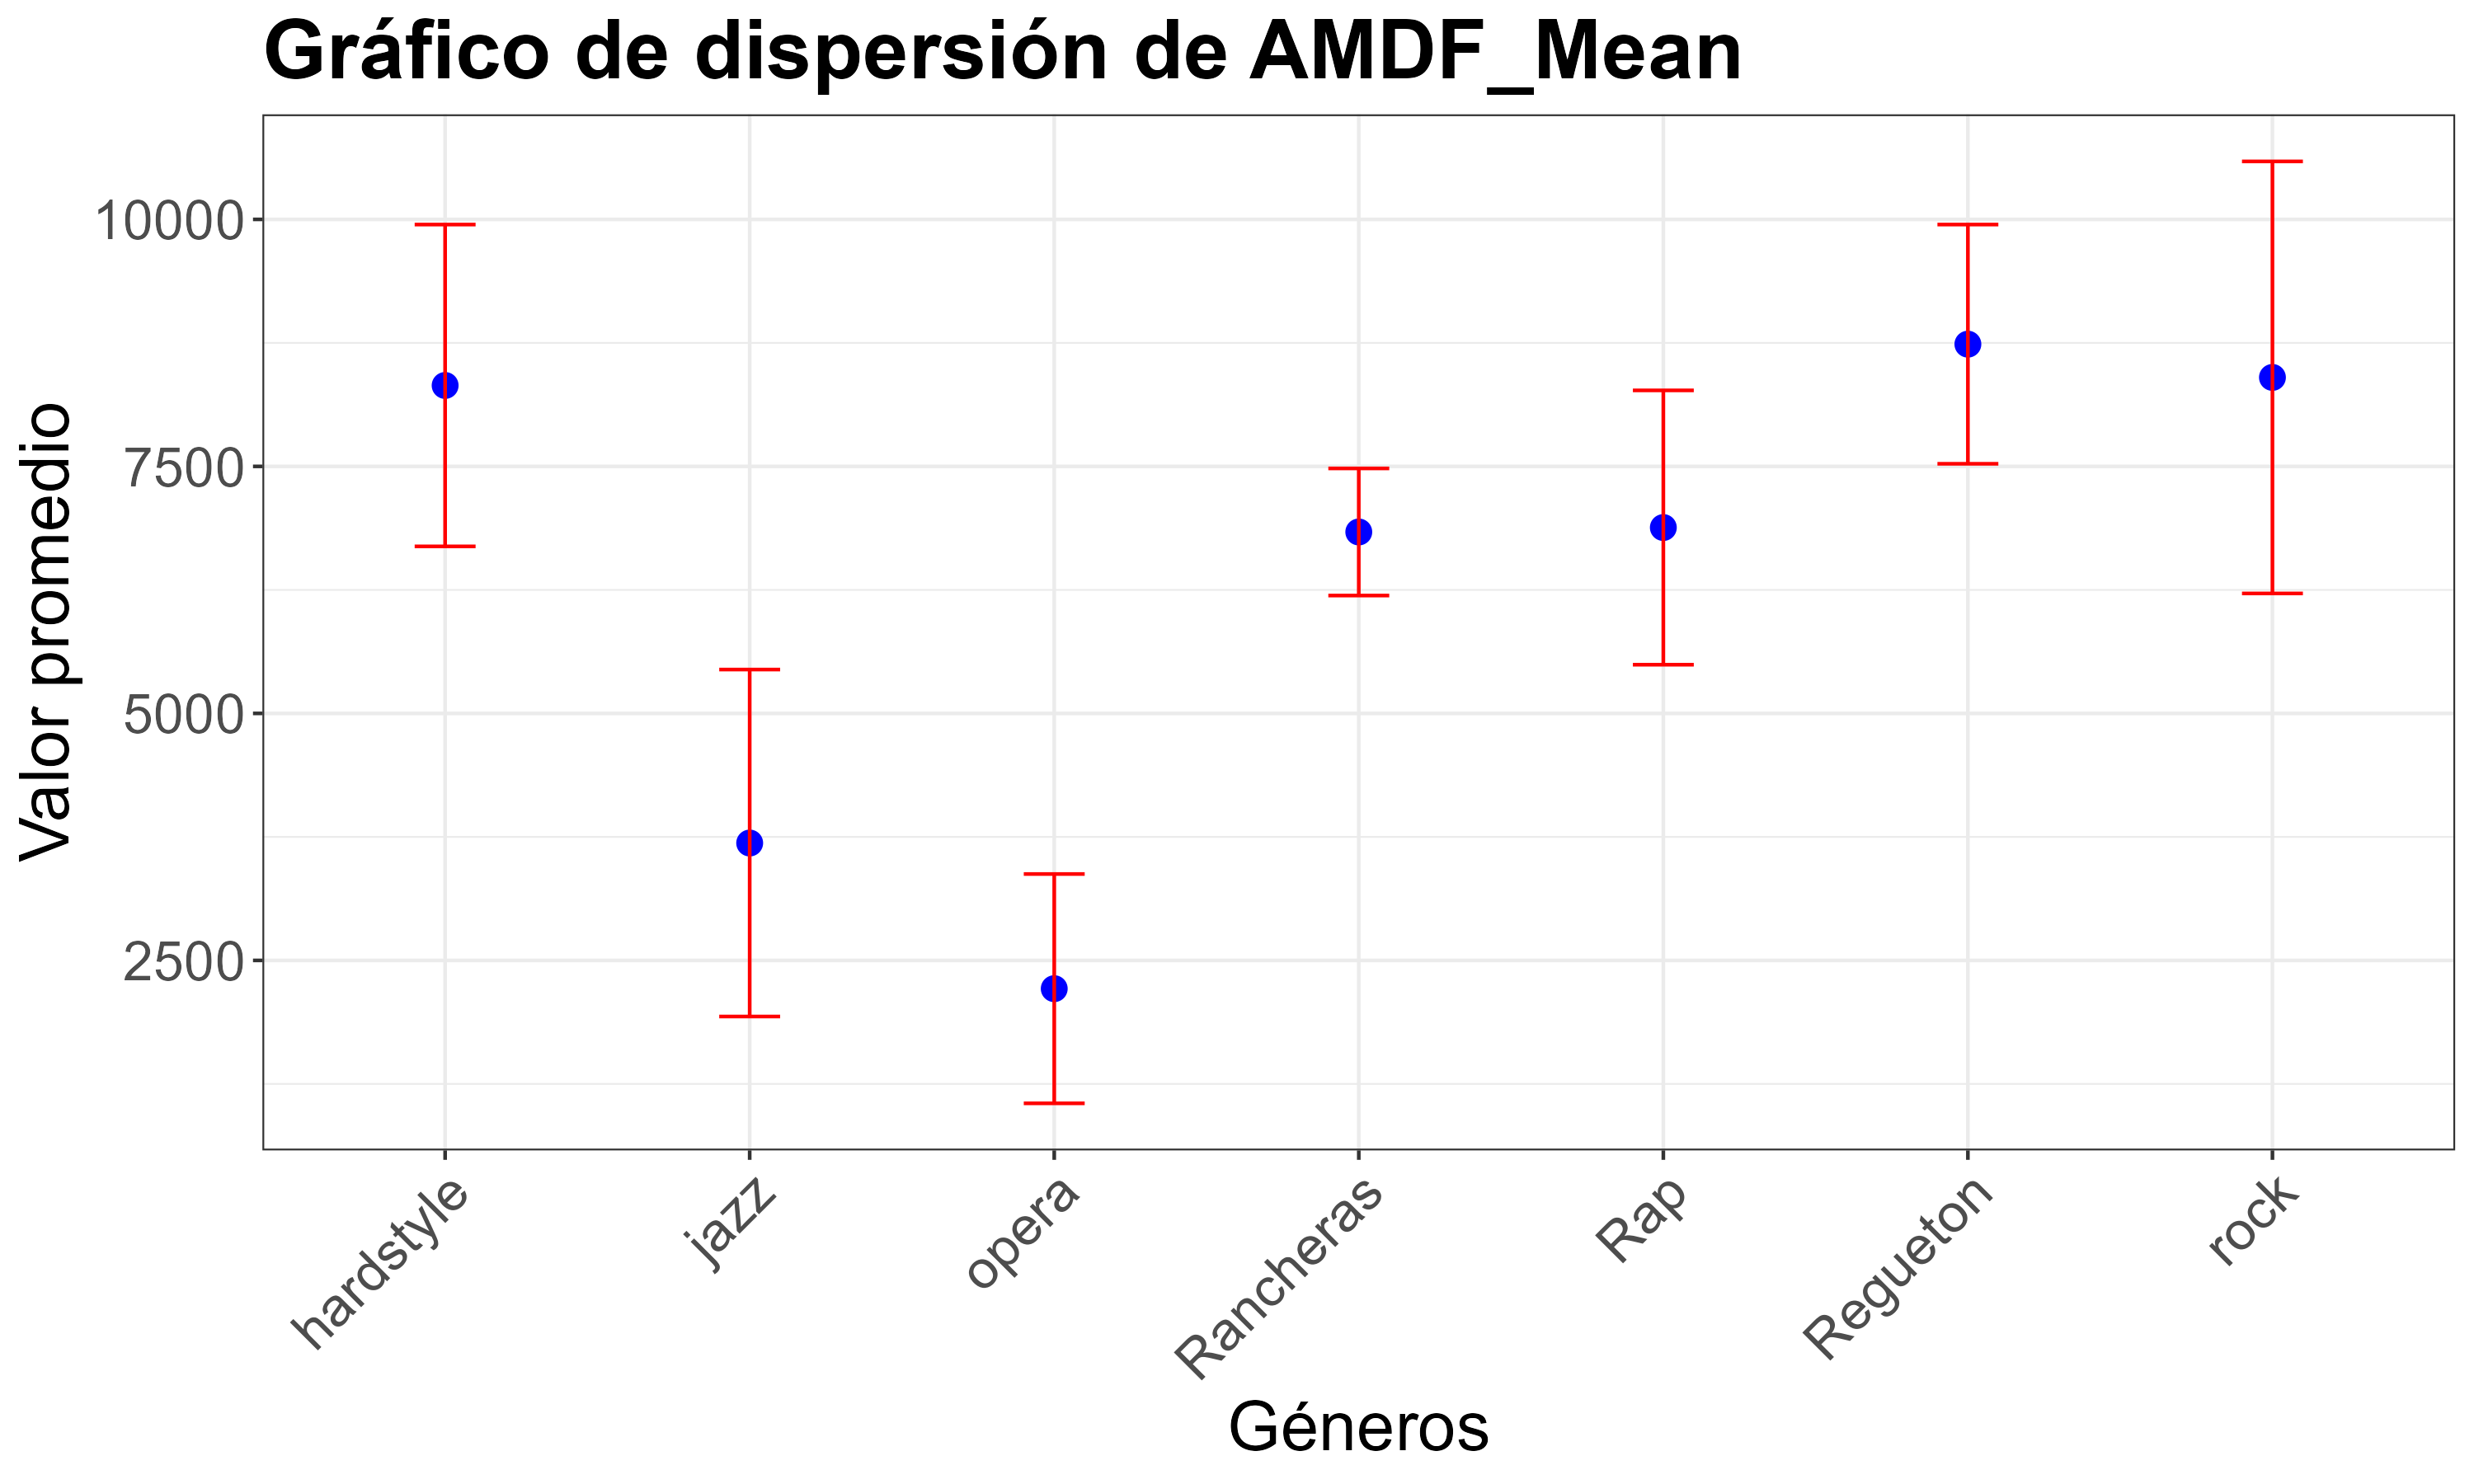 Gráfico de dispersión de AMDF_Mean
Valor promedio
10000
7500
5000
2500
hardstyle
jazz
opera
Rancheras
Rap
Regueton
rock
Géneros